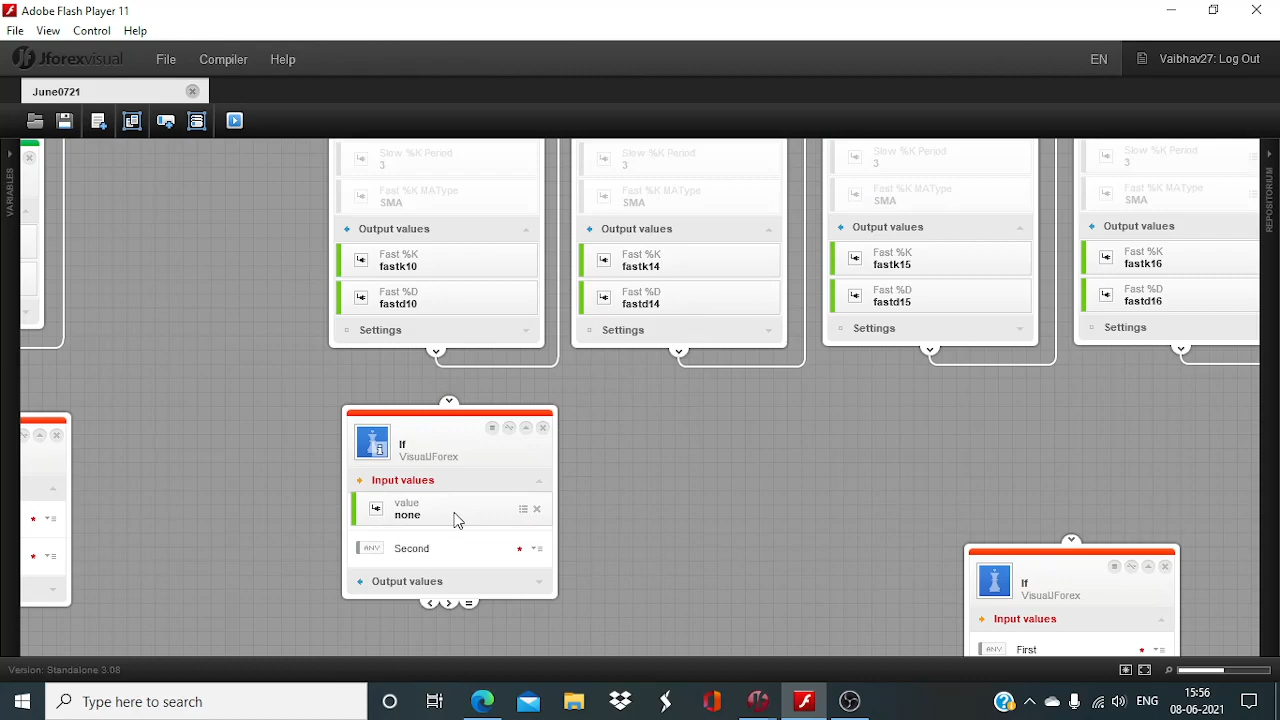 Adobe Flash Player 11
File View Control Help
Jforexvisual File Compiler Help EN Vaibhav27: Log Out
June0721
VARIABLES
REPOSITORIUM
Slow %K Period
3
Fast %K MAType
SMA
Output values
Fast %K
fastk10
Fast %D
fastd10
Settings
Slow %K Period
3
Fast %K MAType
SMA
Output values
Fast %K
fastk14
Fast %D
fastd14
Settings
Slow %K Period
3
Fast %K MAType
SMA
Output values
Fast %K
fastk15
Fast %D
fastd15
Settings
Slow %K Period
3
Fast %K MAType
SMA
Output values
Fast %K
fastk16
Fast %D
fastd16
Settings
If
VisualJForex
Input values
value
none
ANY Second *
Output values
If
VisualJForex
Input values
ANY First *
Version: Standalone 3.08
Type here to search
ENG
15:56
08-06-2021